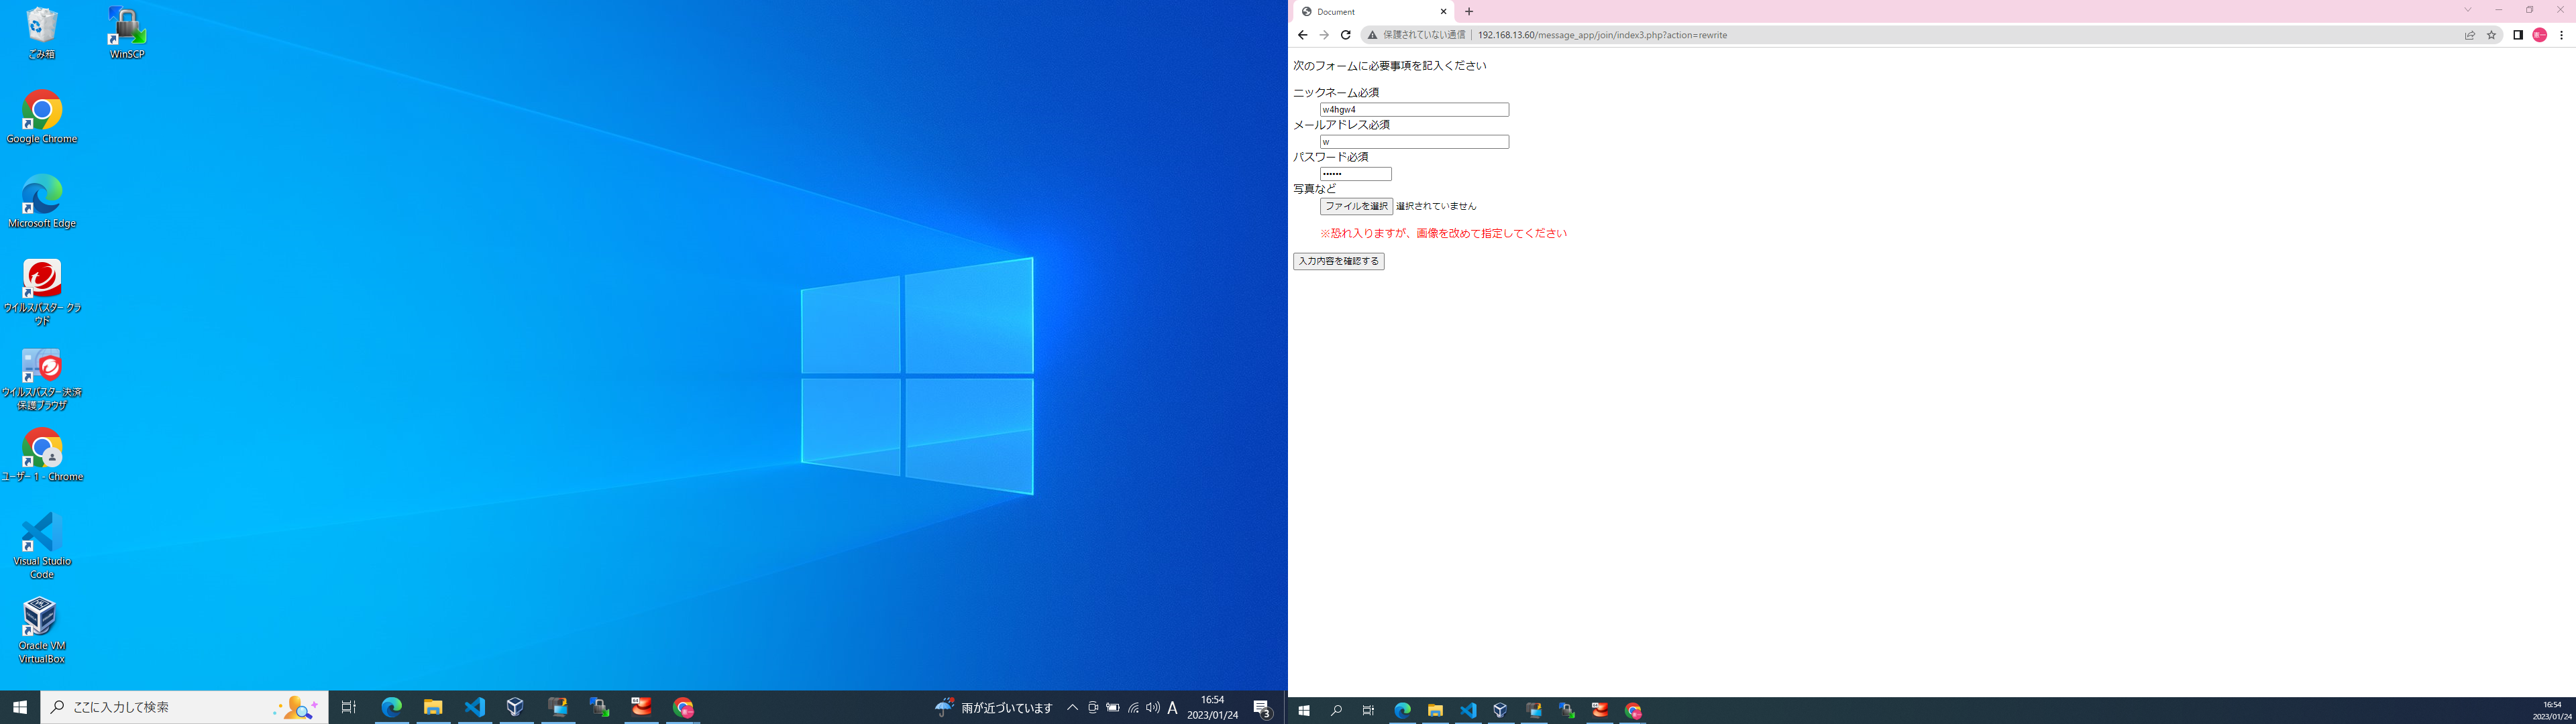 ごみ箱
WinSCP
Google Chrome
Microsoft Edge
ウイルスバスター クラ
ウド
ウイルスバスター決済
保護ブラウザ
ユーザー 1 - Chrome
Visual Studio
Code
Oracle VM
VirtualBox
ここに入力して検索
雨が近づいています
A
16:54
2023/01/24
3
Document
保護されていない通信
192.168.13.60/message_app/join/index3.php?action=rewrite
次のフォームに必要事項を記入ください
ニックネーム必須
w4hgw4
メールアドレス必須
w
パスワード必須
••••••
写真など
ファイルを選択 選択されていません
※恐れ入りますが、画像を改めて指定してください
入力内容を確認する
16:54
2023/01/24